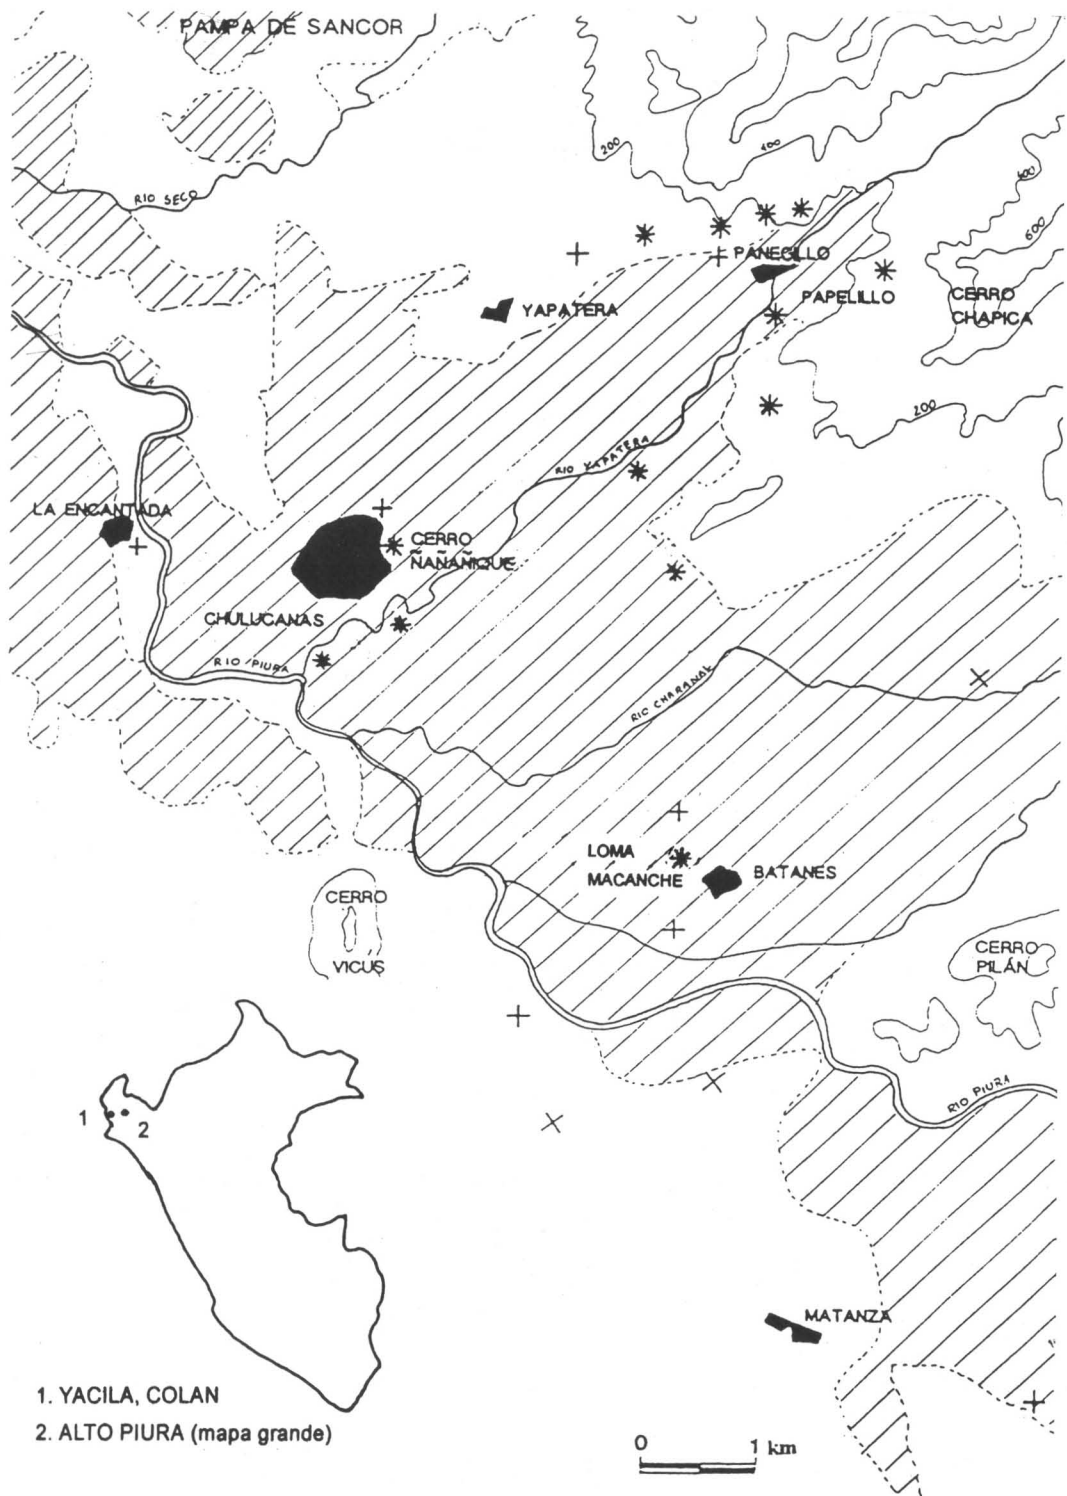 PAMPA DE SANCOR
200
400
RIO SECO
400
600
PANECILLO
PAPELILLO
CERRO
CHAPICA
YAPATERA
200
RIO YAPATERA
LA ENCANTADA
CERRO
ÑAÑAÑIQUE
CHULUCANAS
RIO PIURA
RIO CHARANAL
LOMA
MACANCHE
BATANES
CERRO
VICUS
CERRO
PILÁN
RIO PIURA
1
2
MATANZA
1. YACILA, COLAN
2. ALTO PIURA (mapa grande)
0 1 km